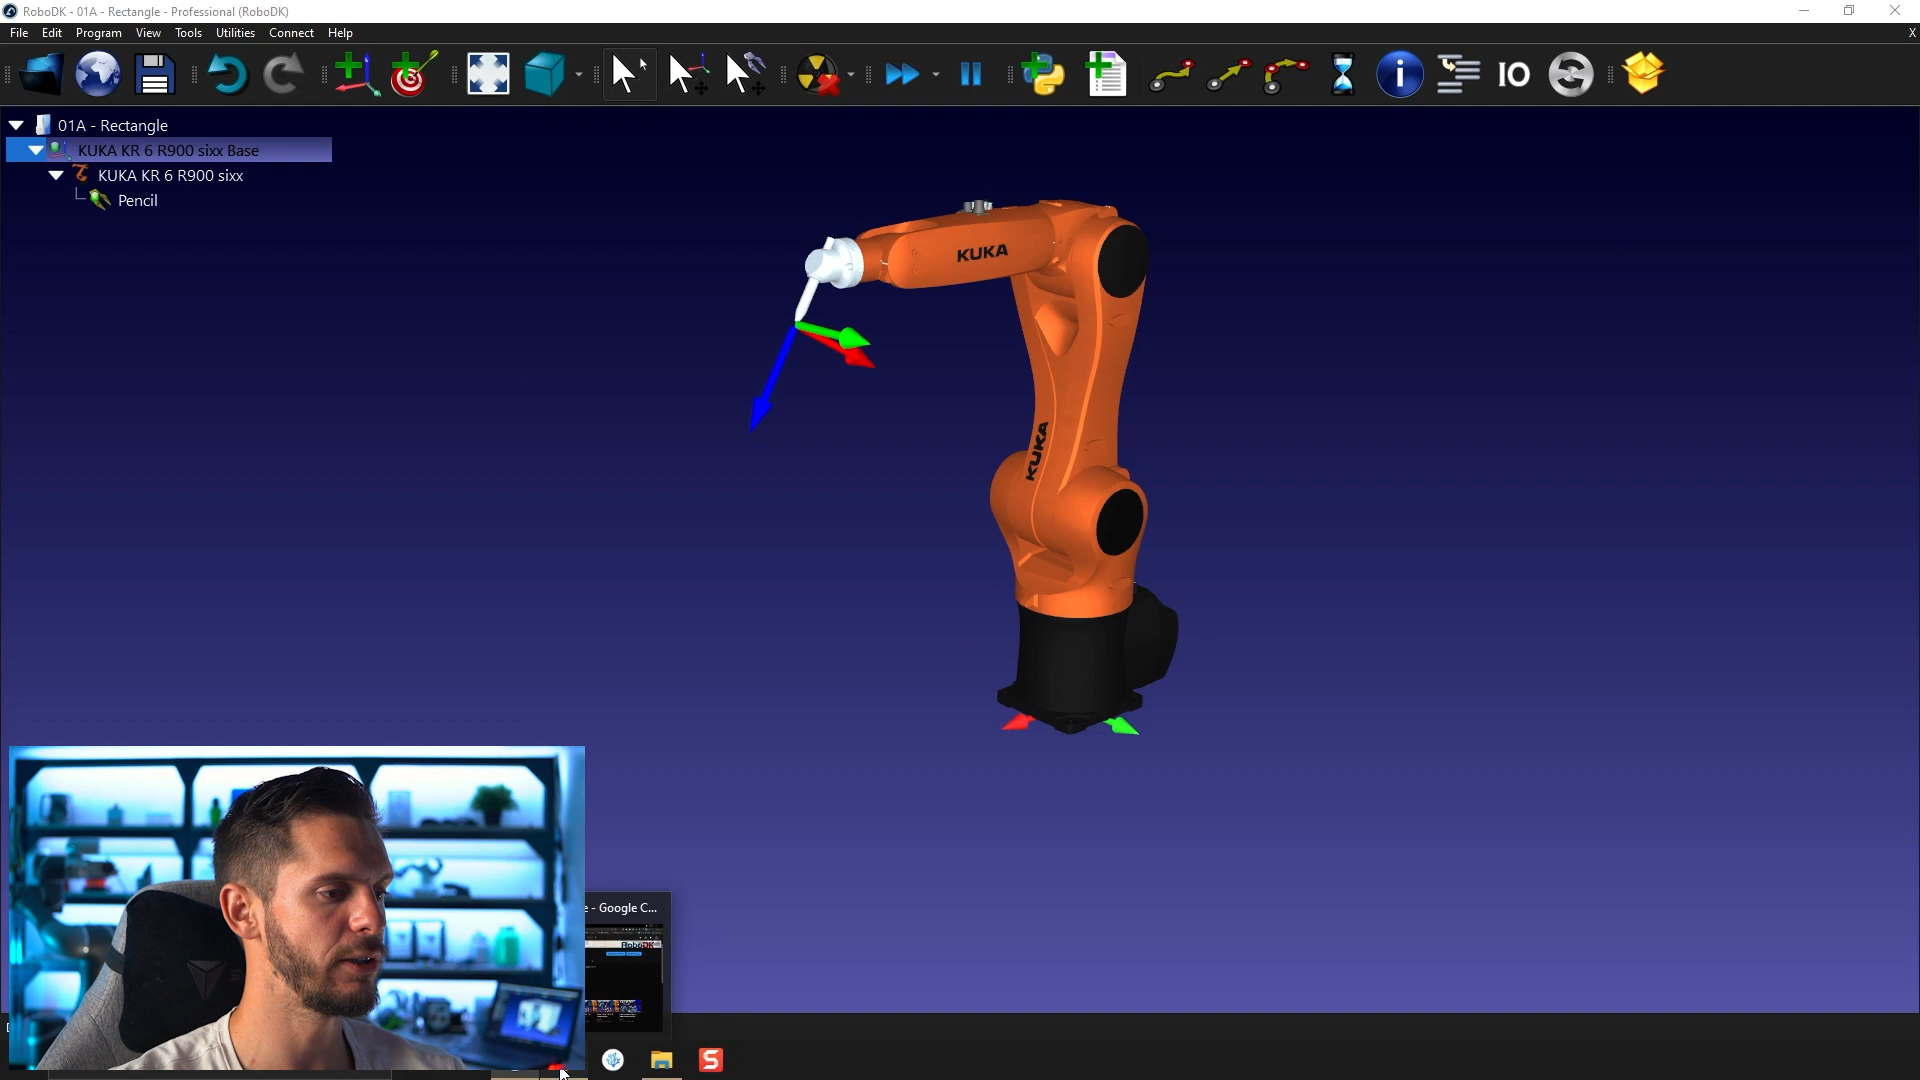 RoboDK - 01A - Rectangle - Professional (RoboDK)
File Edit Program View Tools Utilities Connect Help
X
i
IO
01A - Rectangle
KUKA KR 6 R900 sixx Base
KUKA KR 6 R900 sixx
Pencil
KUKA
KUKA
e - Google C...
RoboDK
S